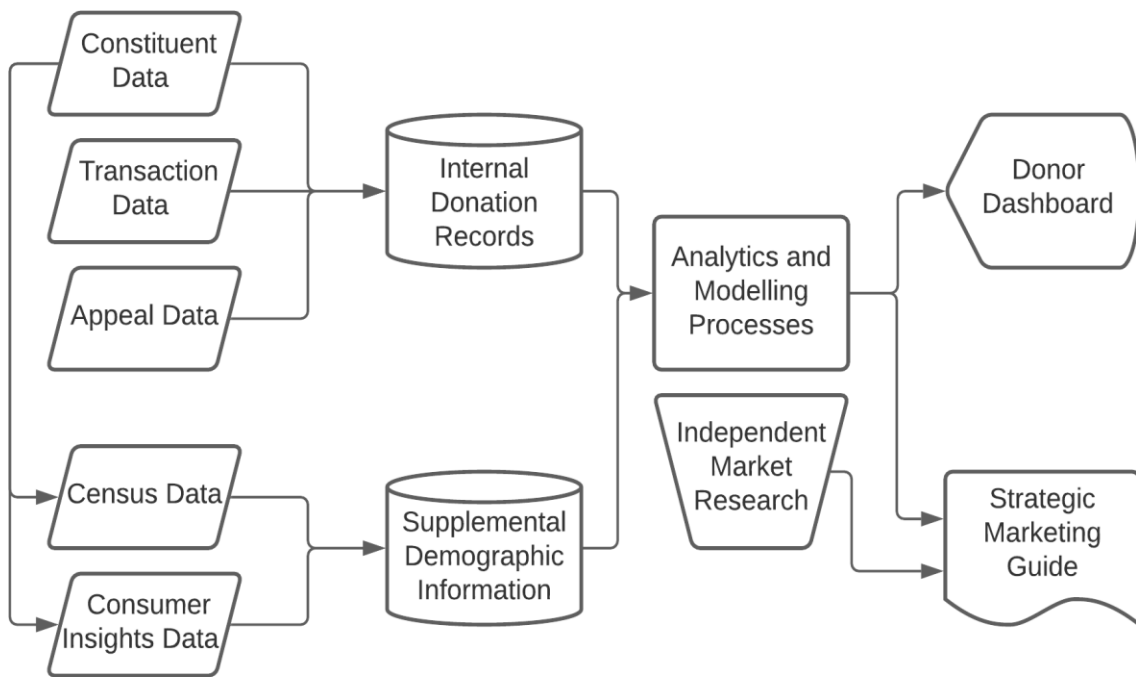 Constituent
Data
Transaction
Data
Appeal Data
Census Data
Consumer
Insights Data
Internal
Donation
Records
Supplemental
Demographic
Information
Analytics and
Modelling
Processes
Independent
Market
Research
Donor
Dashboard
Strategic
Marketing
Guide